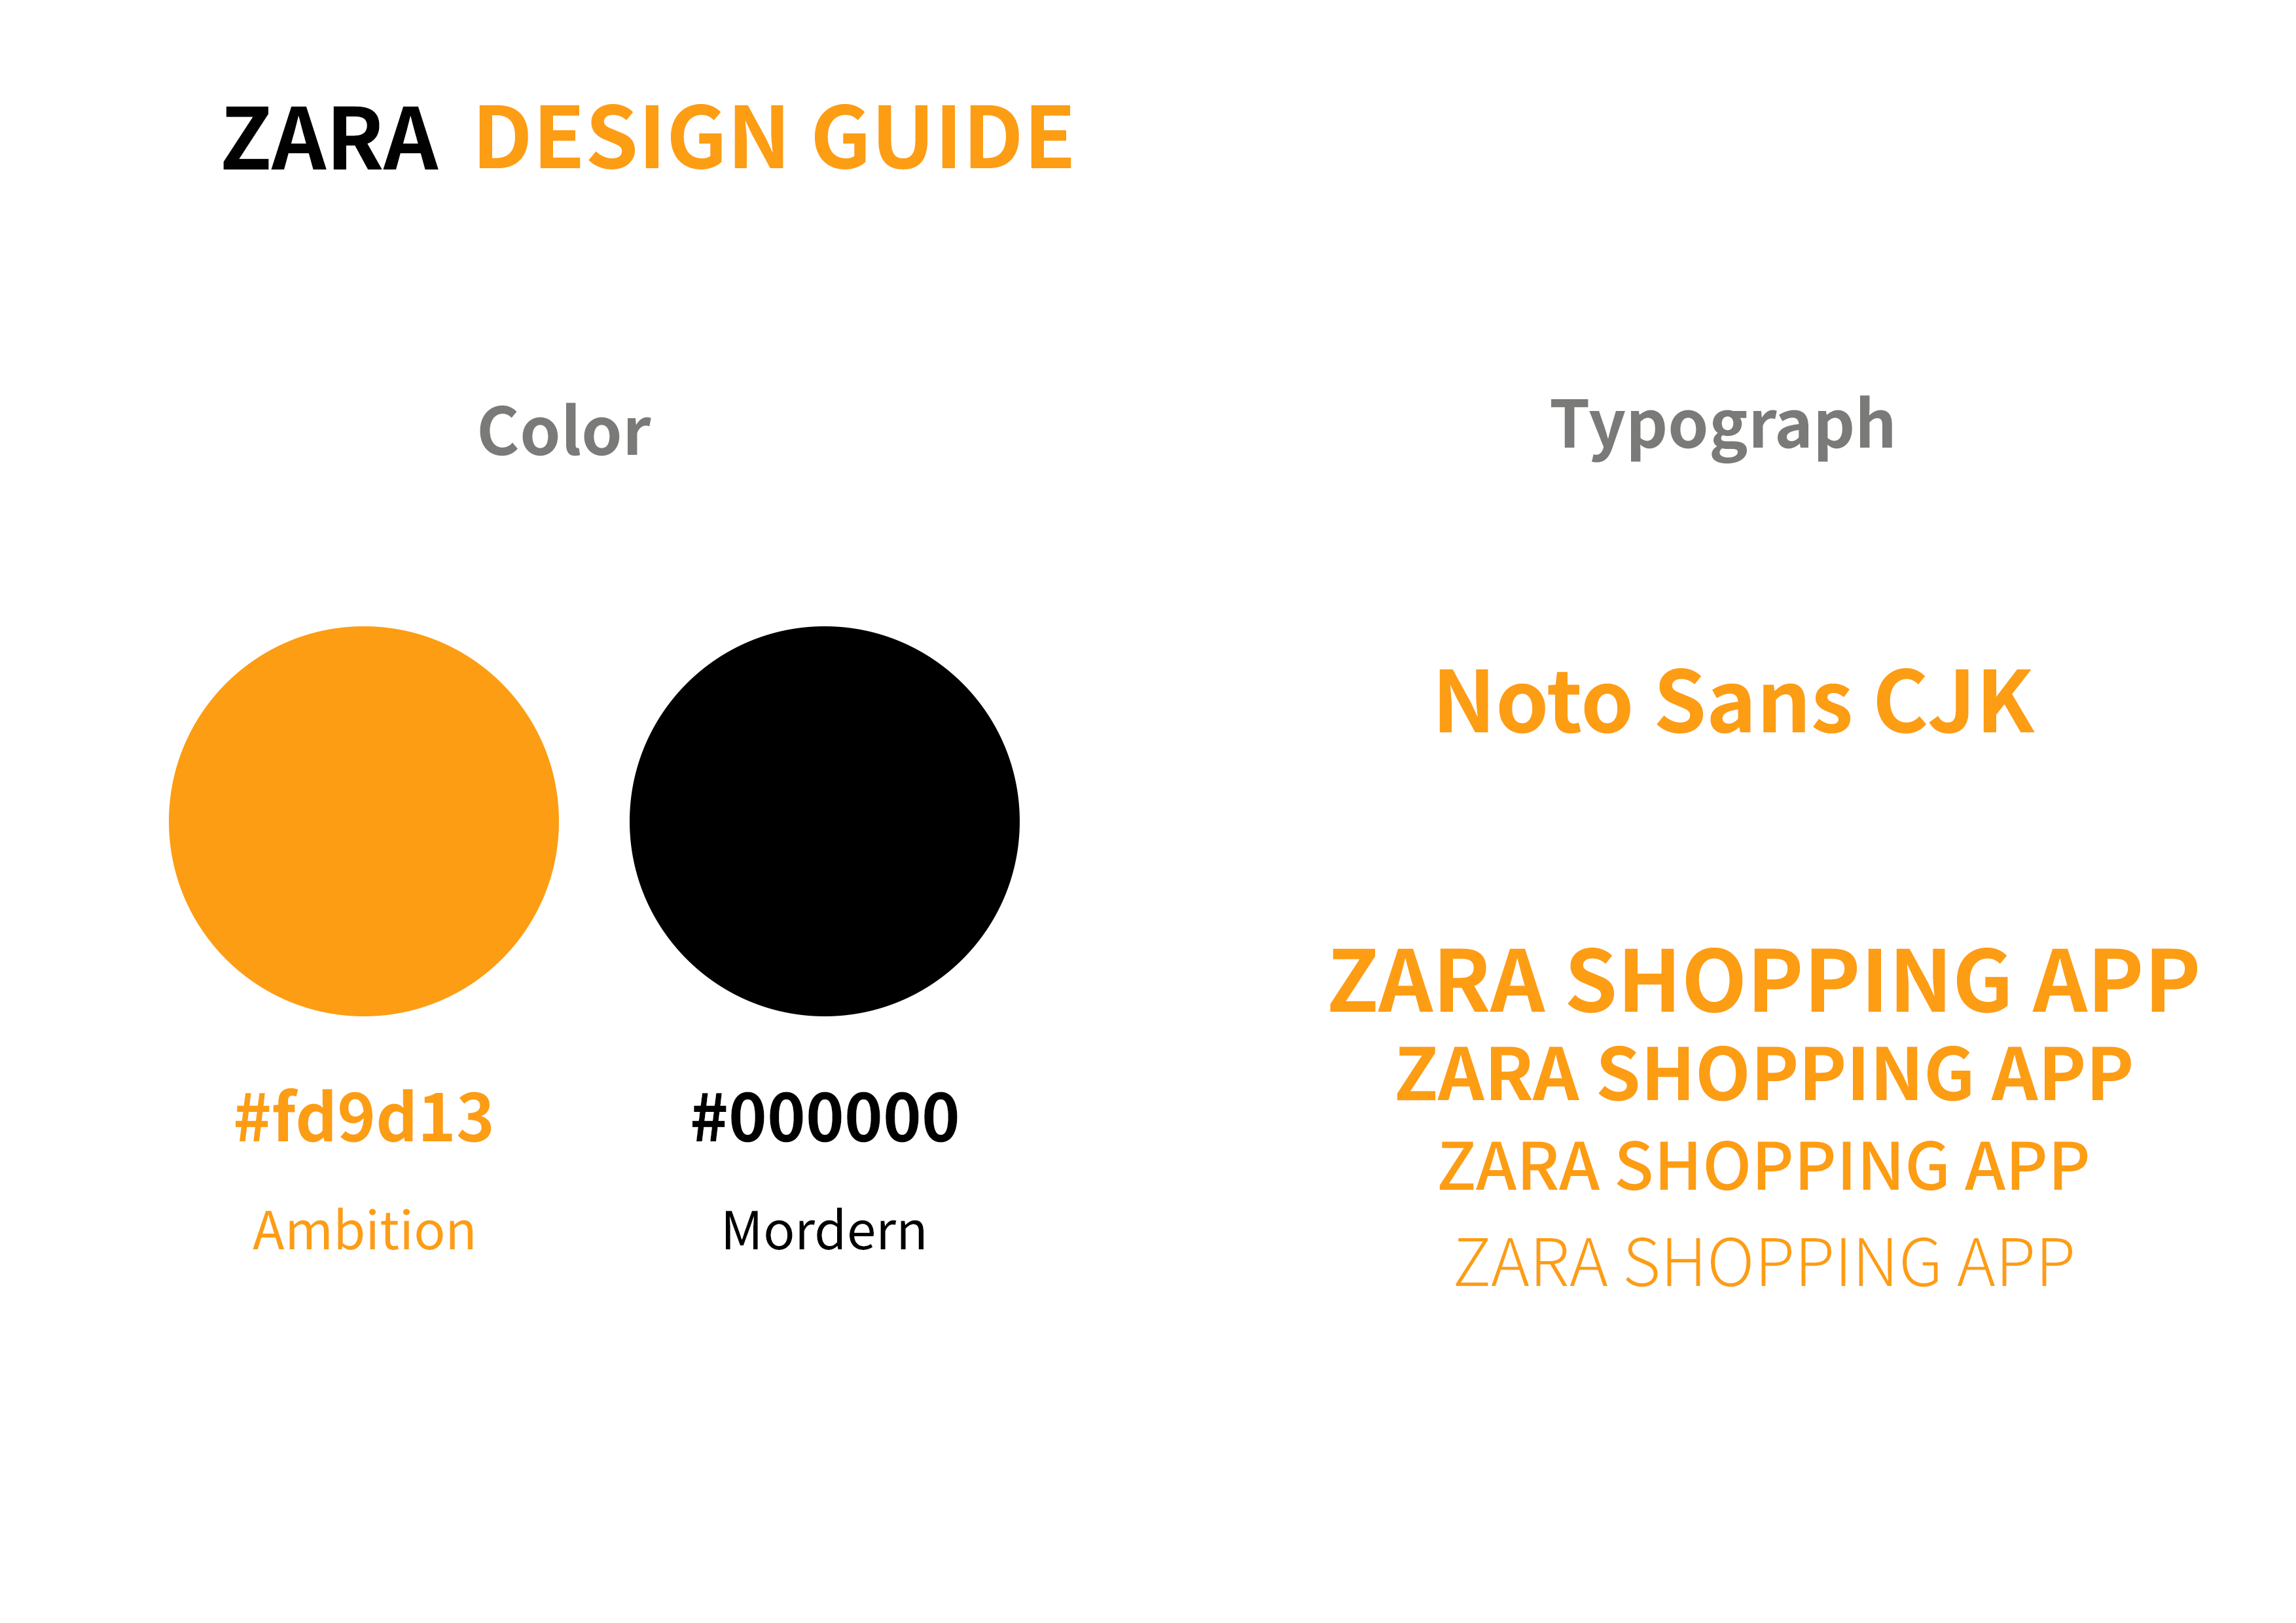 ZARA DESIGN GUIDE
Color
#fd9d13
Ambition
#000000
Mordern
Typograph
Noto Sans CJK
ZARA SHOPPING APP
ZARA SHOPPING APP
ZARA SHOPPING APP
ZARA SHOPPING APP